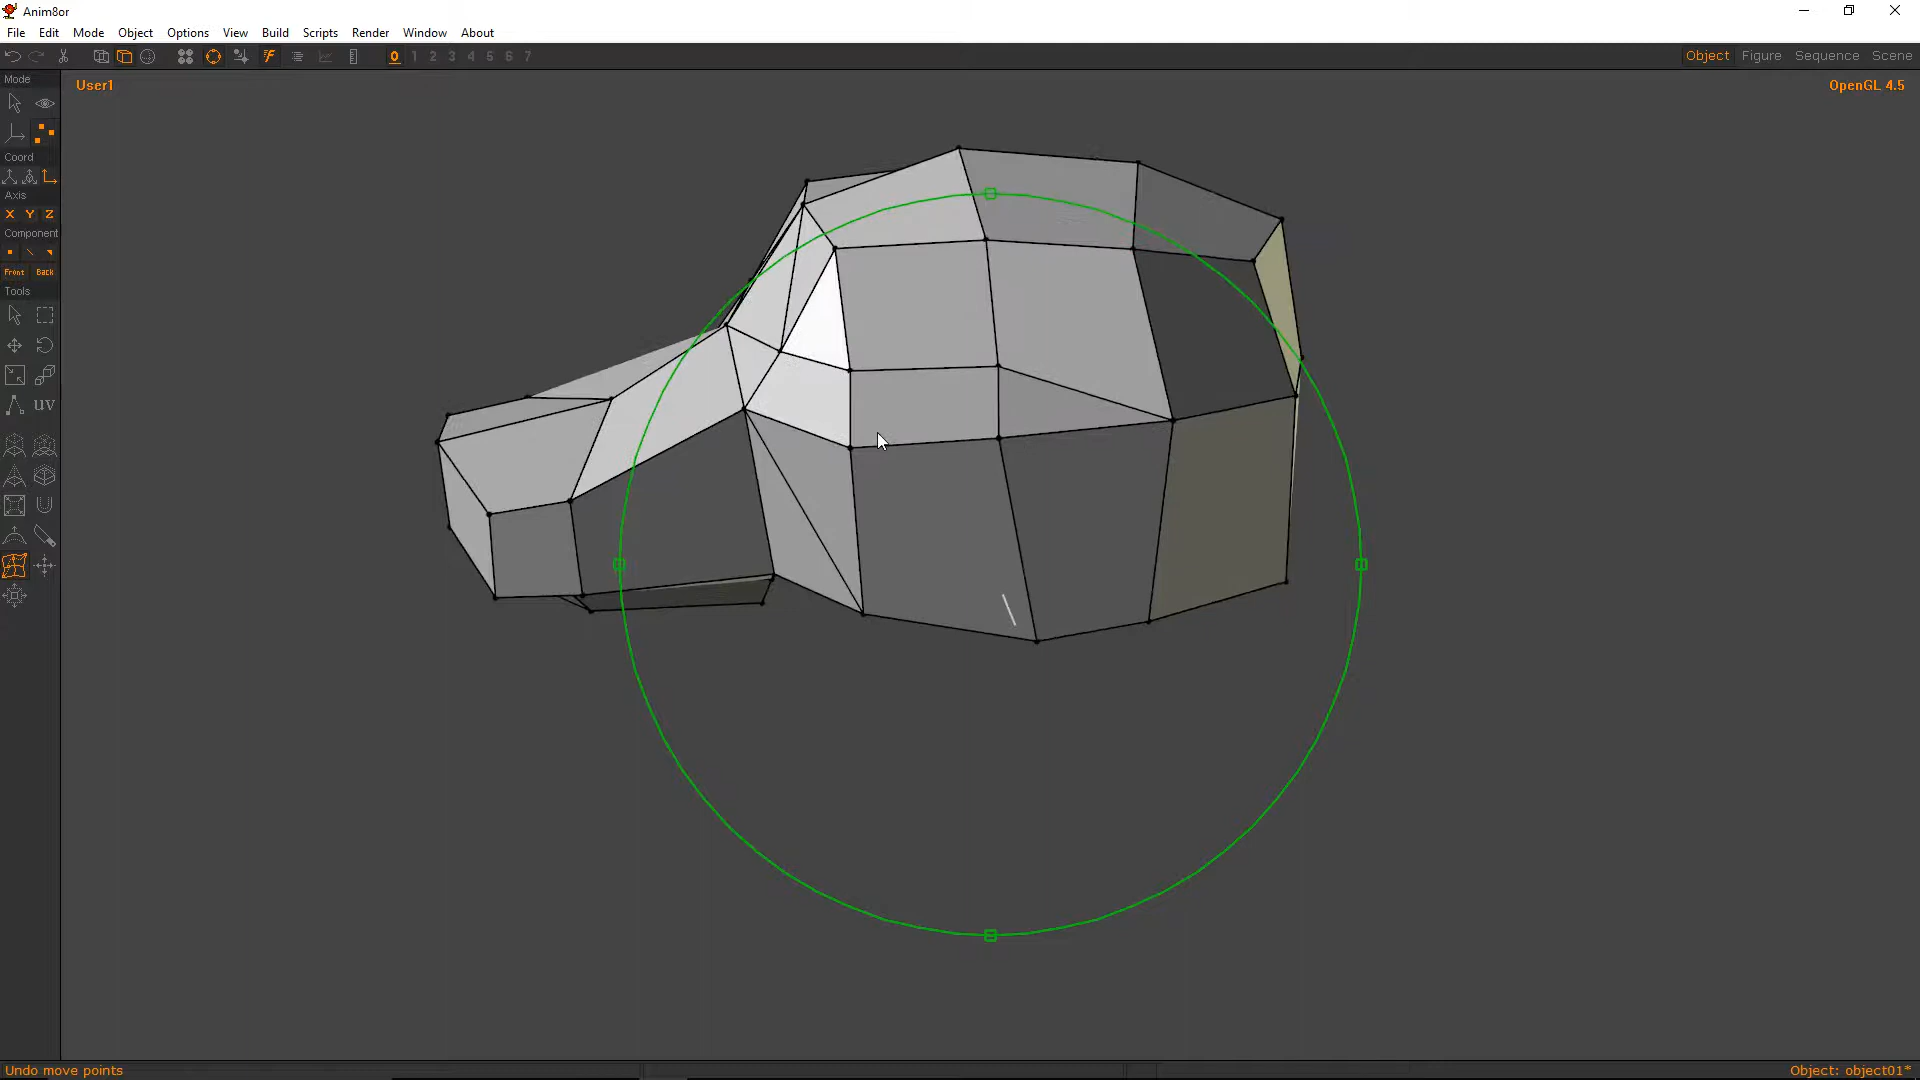 Anim8or
File Edit Mode Object Options View Build Scripts Render Window About
0 1 2 3 4 5 6 7
Object Figure Sequence Scene
Mode
User1
OpenGL 4.5
Coord
Axis
X Y Z
Component
Front Back
Tools
UV
Undo move points
Object: object01*